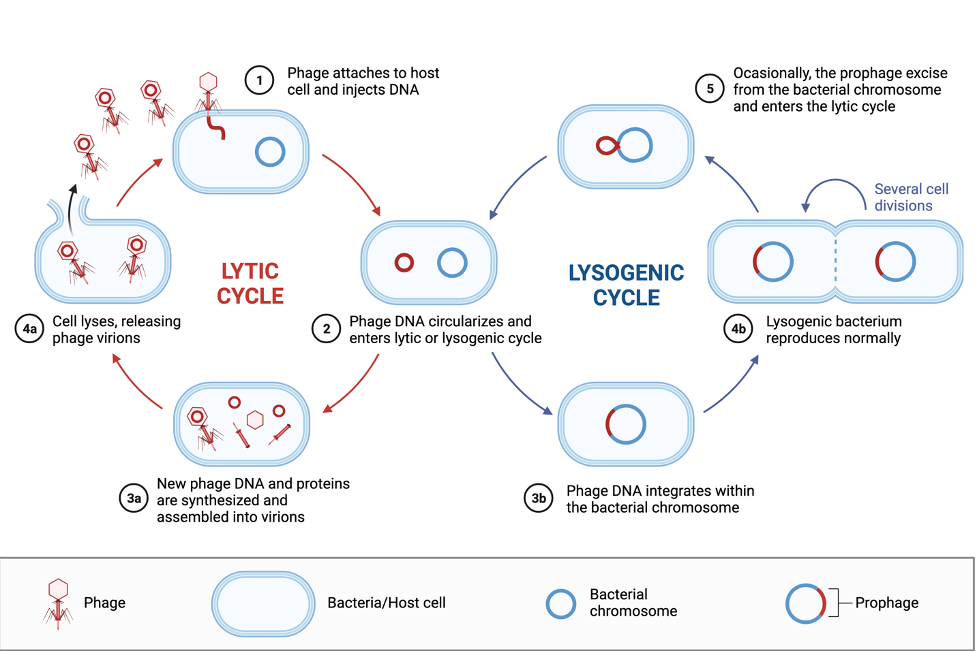 1
Phage attaches to host
cell and injects DNA
5
Ocasionally, the prophage excise
from the bacterial chromosome
and enters the lytic cycle
Several cell
divisions
LYTIC
CYCLE
LYSOGENIC
CYCLE
4a
Cell lyses, releasing
phage virions
2
Phage DNA circularizes and
enters lytic or lysogenic cycle
4b
Lysogenic bacterium
reproduces normally
3a
New phage DNA and proteins
are synthesized and
assembled into virions
3b
Phage DNA integrates within
the bacterial chromosome
Phage
Bacteria/Host cell
Bacterial
chromosome
Prophage